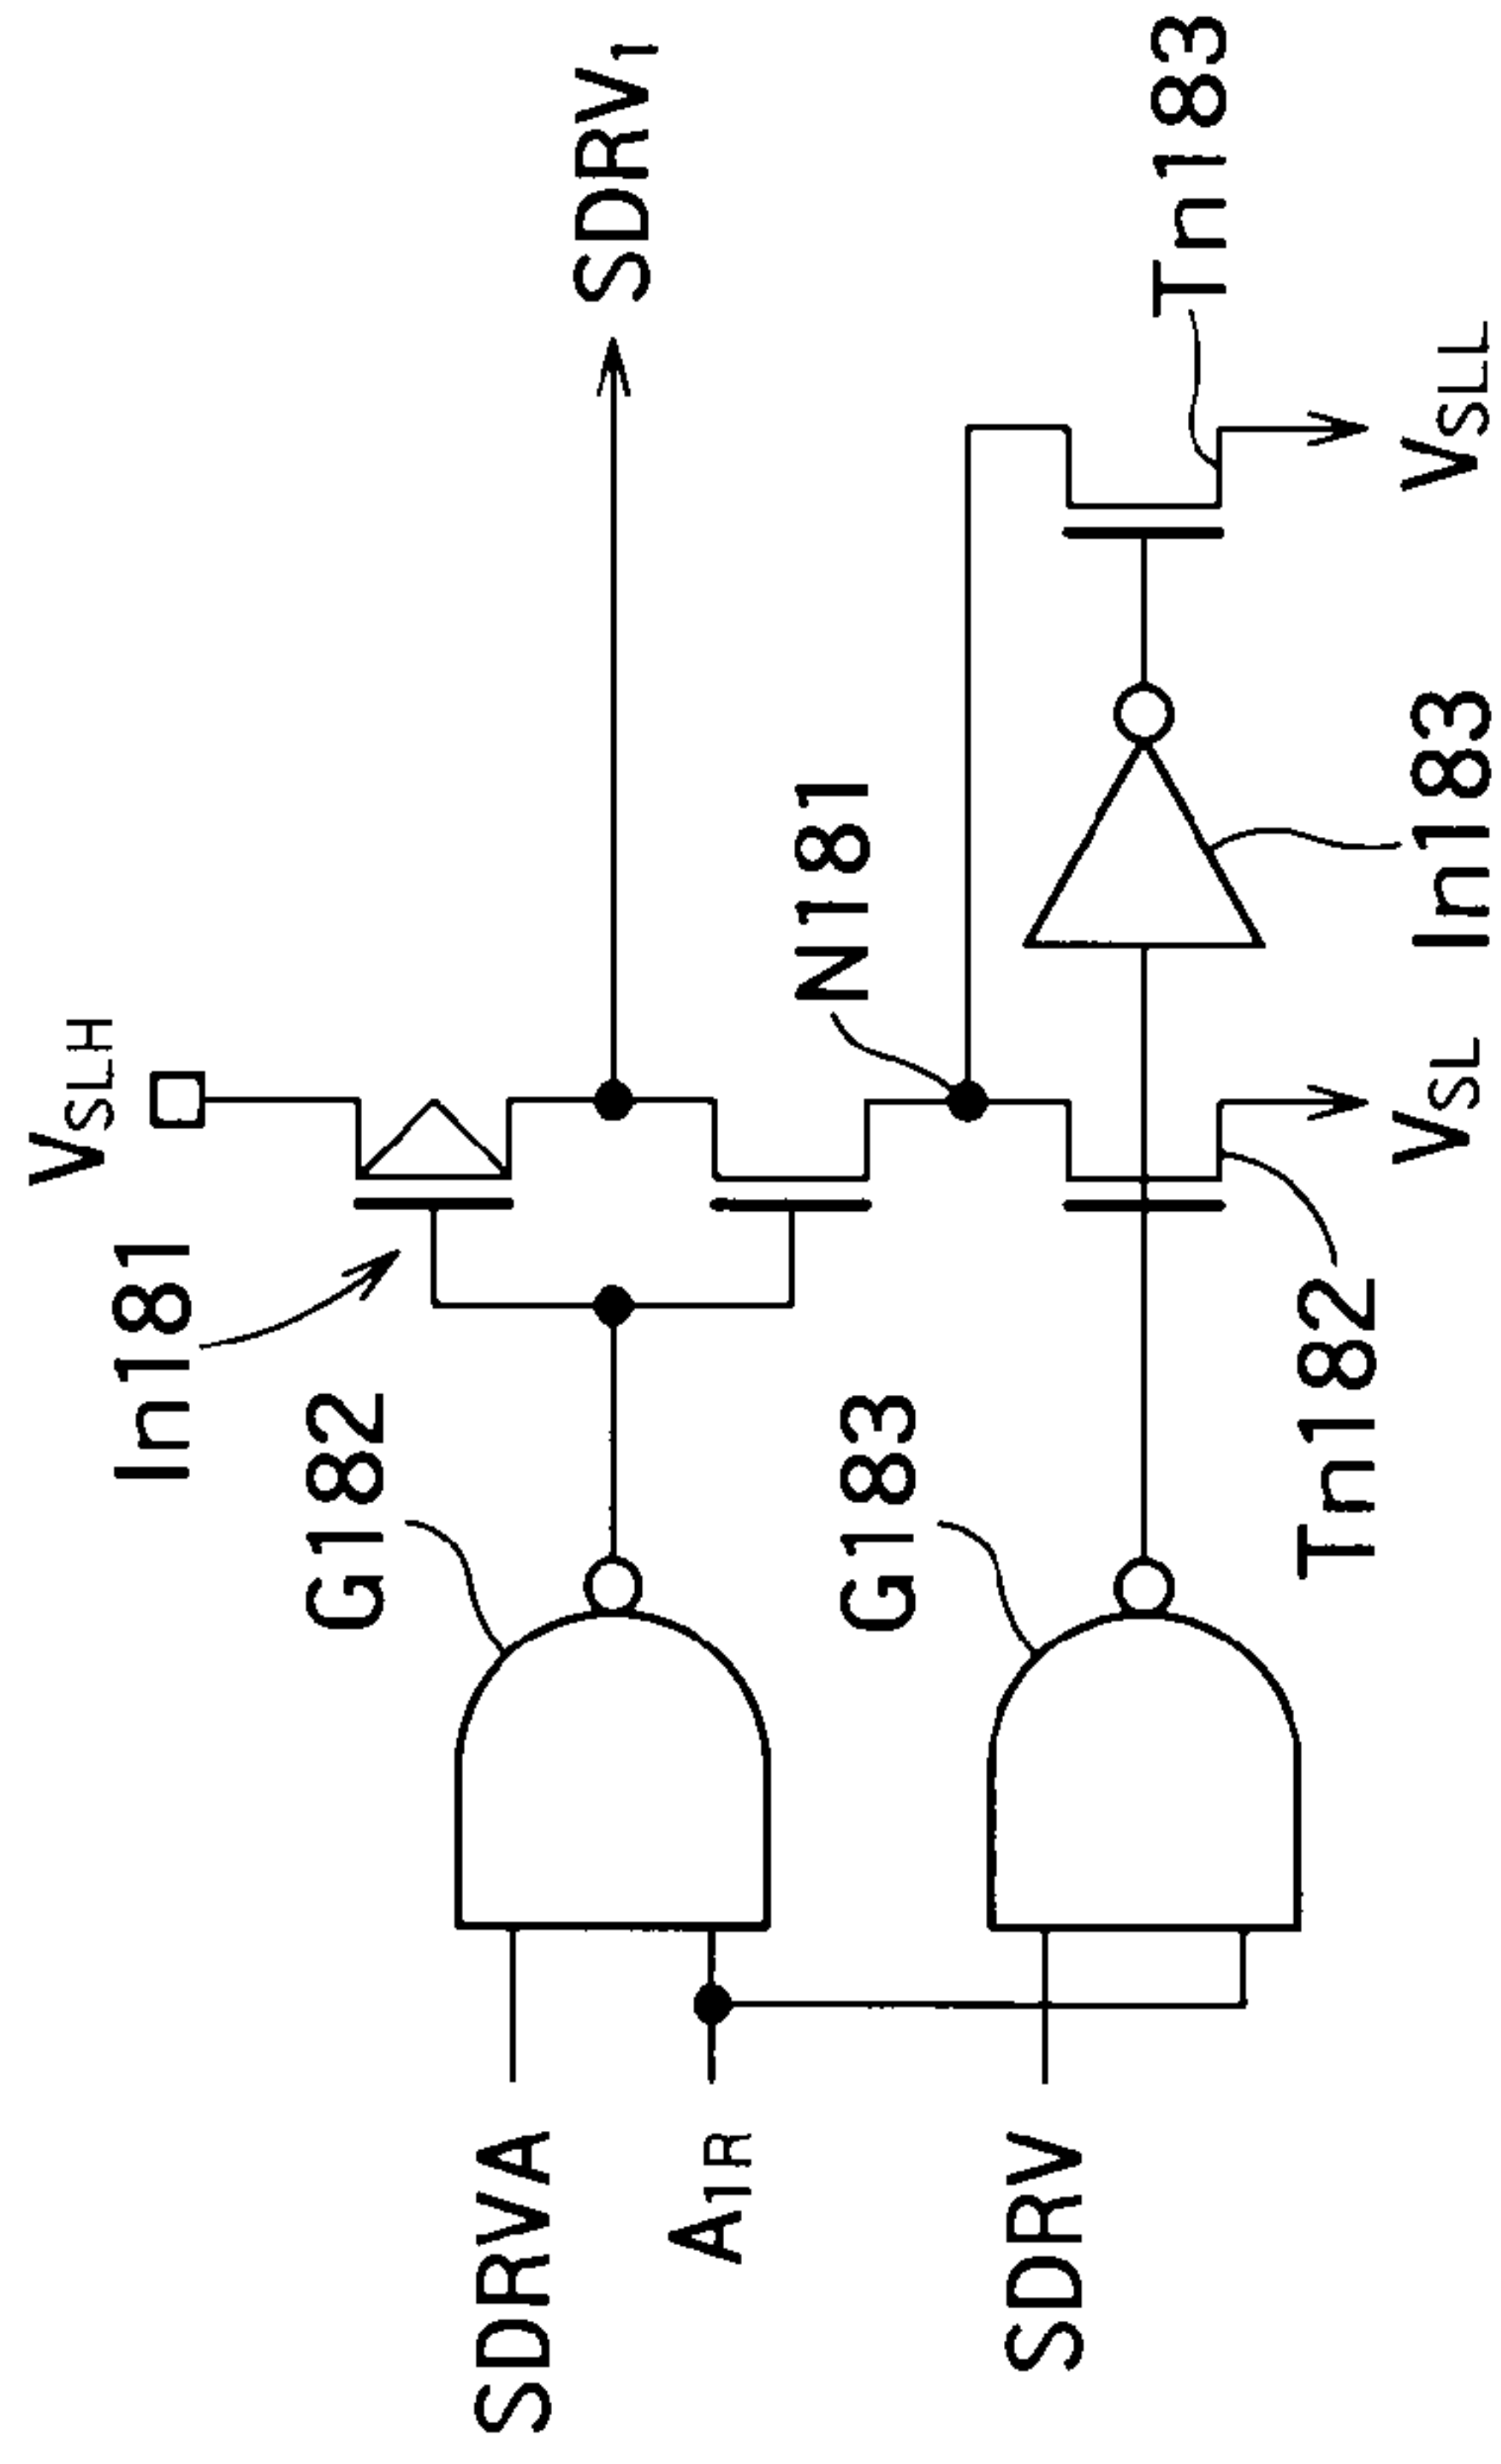 VSLH
In181
SDRV1
G182
N181
G183
SDRVA
A1R
SDRV
Tn182
VSL
In183
Tn183
VSLL